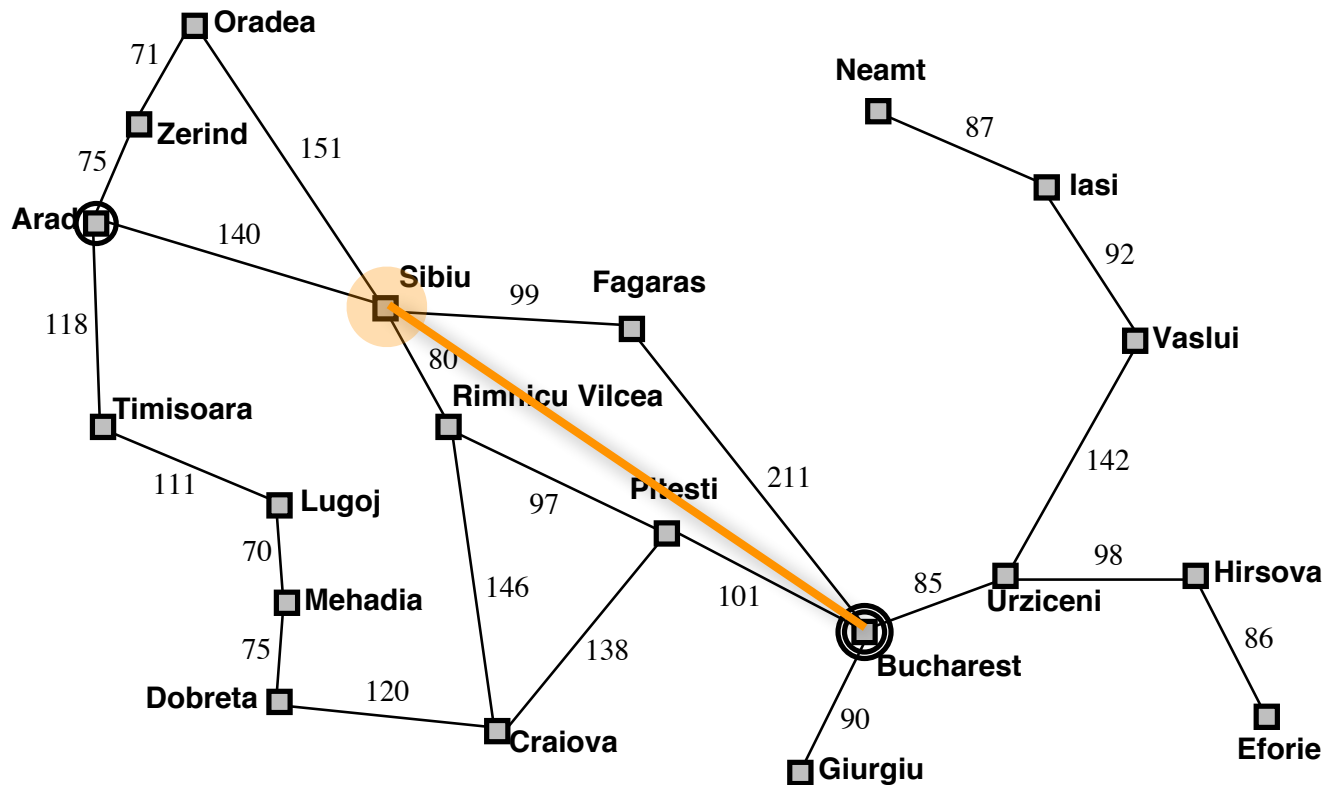 Oradea
71
Neamt
87
Zerind
151
75
Iasi
Arad
140
92
Sibiu
Fagaras
99
118
Vaslui
80
Rimnicu Vilcea
Timisoara
142
111
211
Pitesti
97
Lugoj
70
98
Hirsova
85
146
101
Urziceni
Mehadia
86
75
138
Bucharest
120
Dobreta
90
Craiova
Eforie
Giurgiu